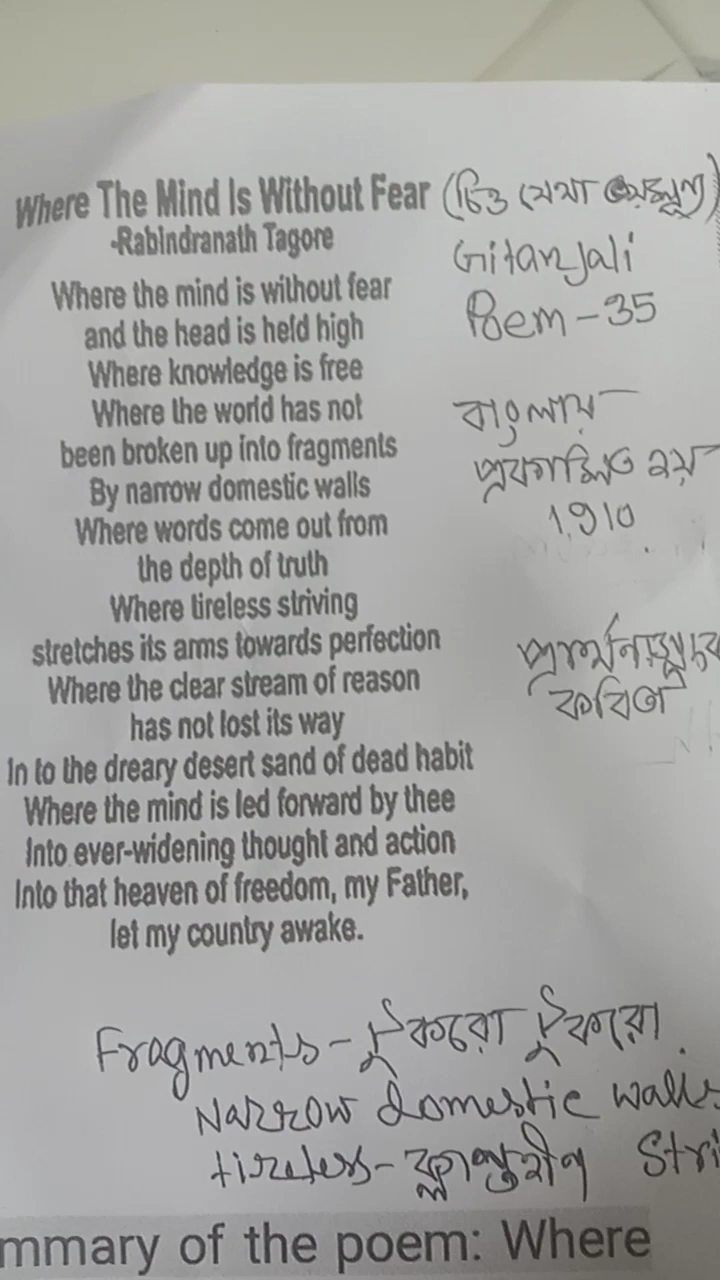 Where The Mind Is Without Fear (চিত্ত যেথা ভয়শূন্য)
-Rabindranath Tagore
Gitanjali
Poem - 35
Where the mind is without fear
and the head is held high
Where knowledge is free
Where the world has not
been broken up into fragments
By narrow domestic walls
Where words come out from
the depth of truth
Where tireless striving
stretches its arms towards perfection
Where the clear stream of reason
has not lost its way
In to the dreary desert sand of dead habit
Where the mind is led forward by thee
Into ever-widening thought and action
Into that heaven of freedom, my Father,
let my country awake.
বাংলায়
প্রকাশিত হয়
1910
কবিতা
Fragments - টুকরো টুকরো
Narrow domestic walls
tireless - ক্লান্তহীন Stri
mmary of the poem: Where